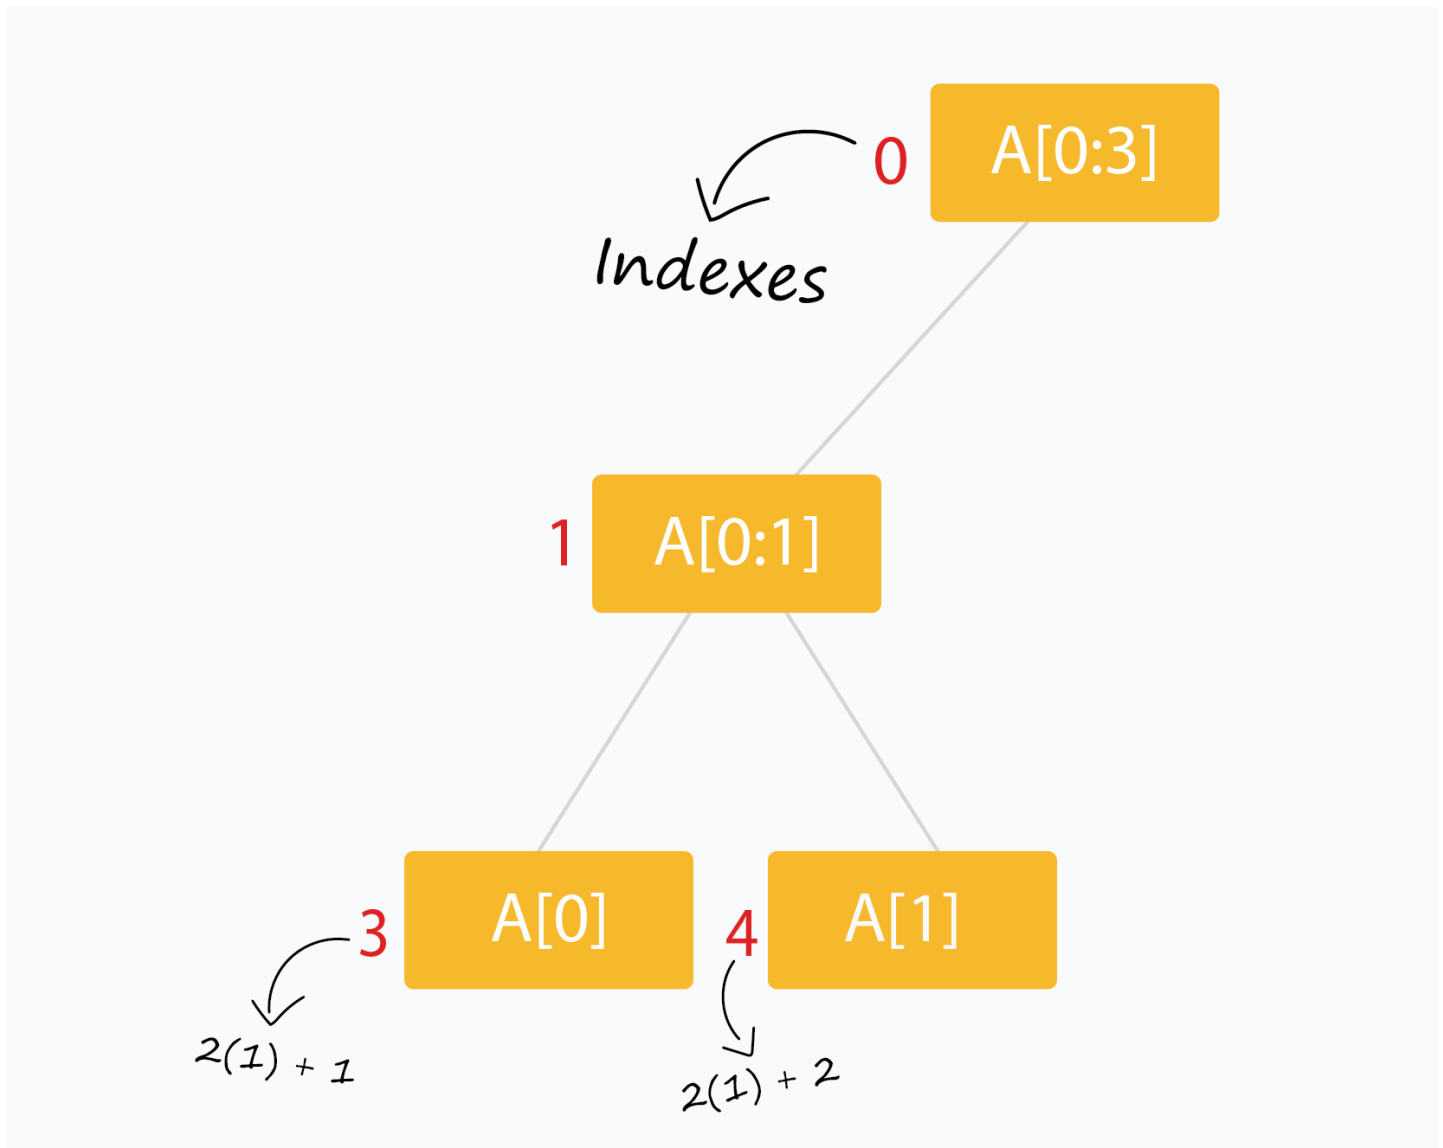 0 A[0:3]
Indexes
1 A[0:1]
3 A[0] 4 A[1]
2(1) + 1
2(1) + 2